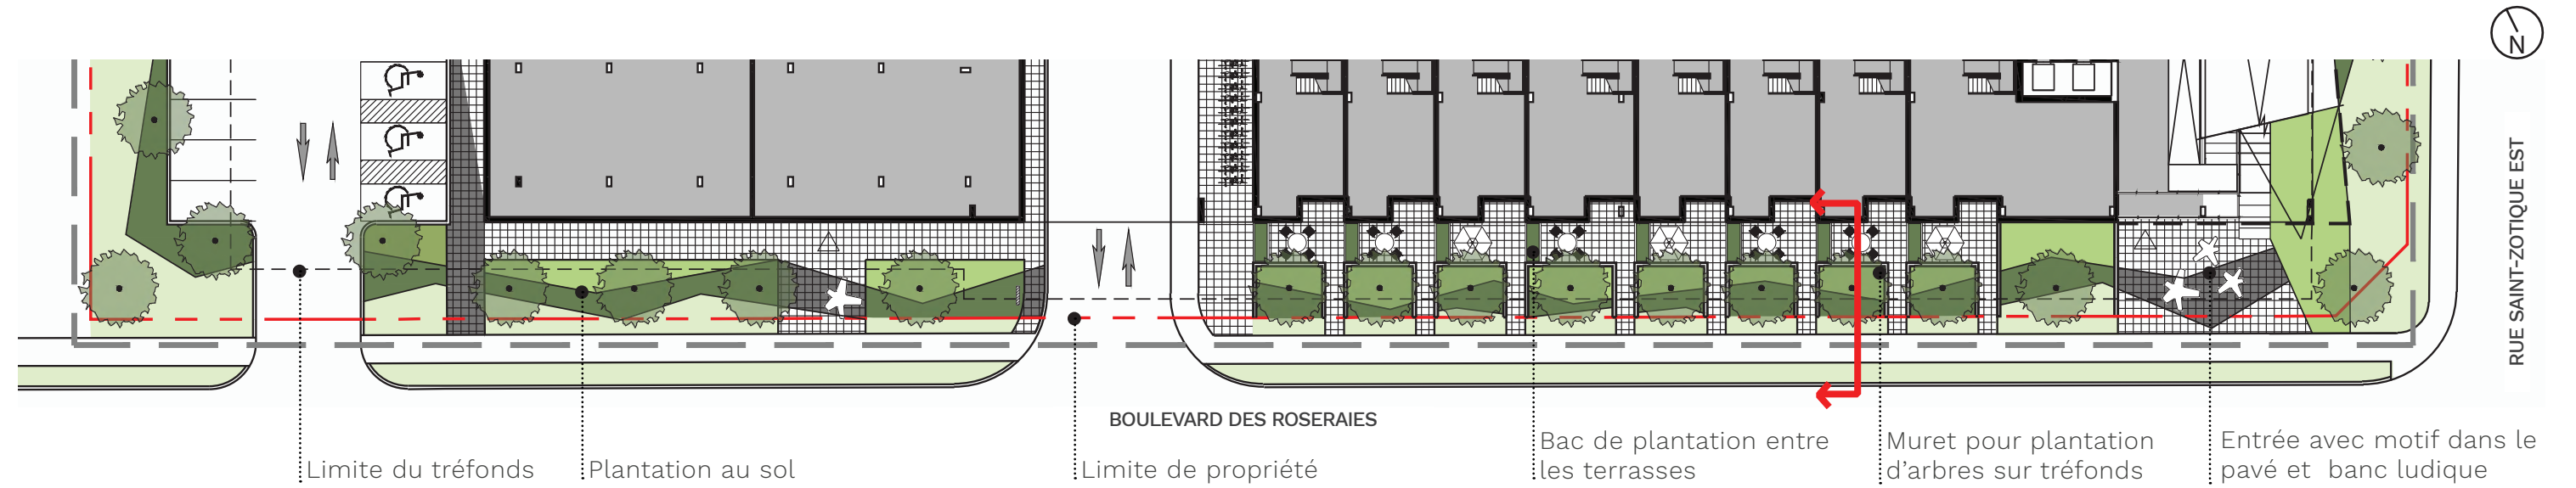 N
RUE SAINT-ZOTIQUE EST
BOULEVARD DES ROSERAIES
Limite du tréfonds
Plantation au sol
Limite de propriété
Bac de plantation entre
les terrasses
Muret pour plantation
d'arbres sur tréfonds
Entrée avec motif dans le
pavé et banc ludique